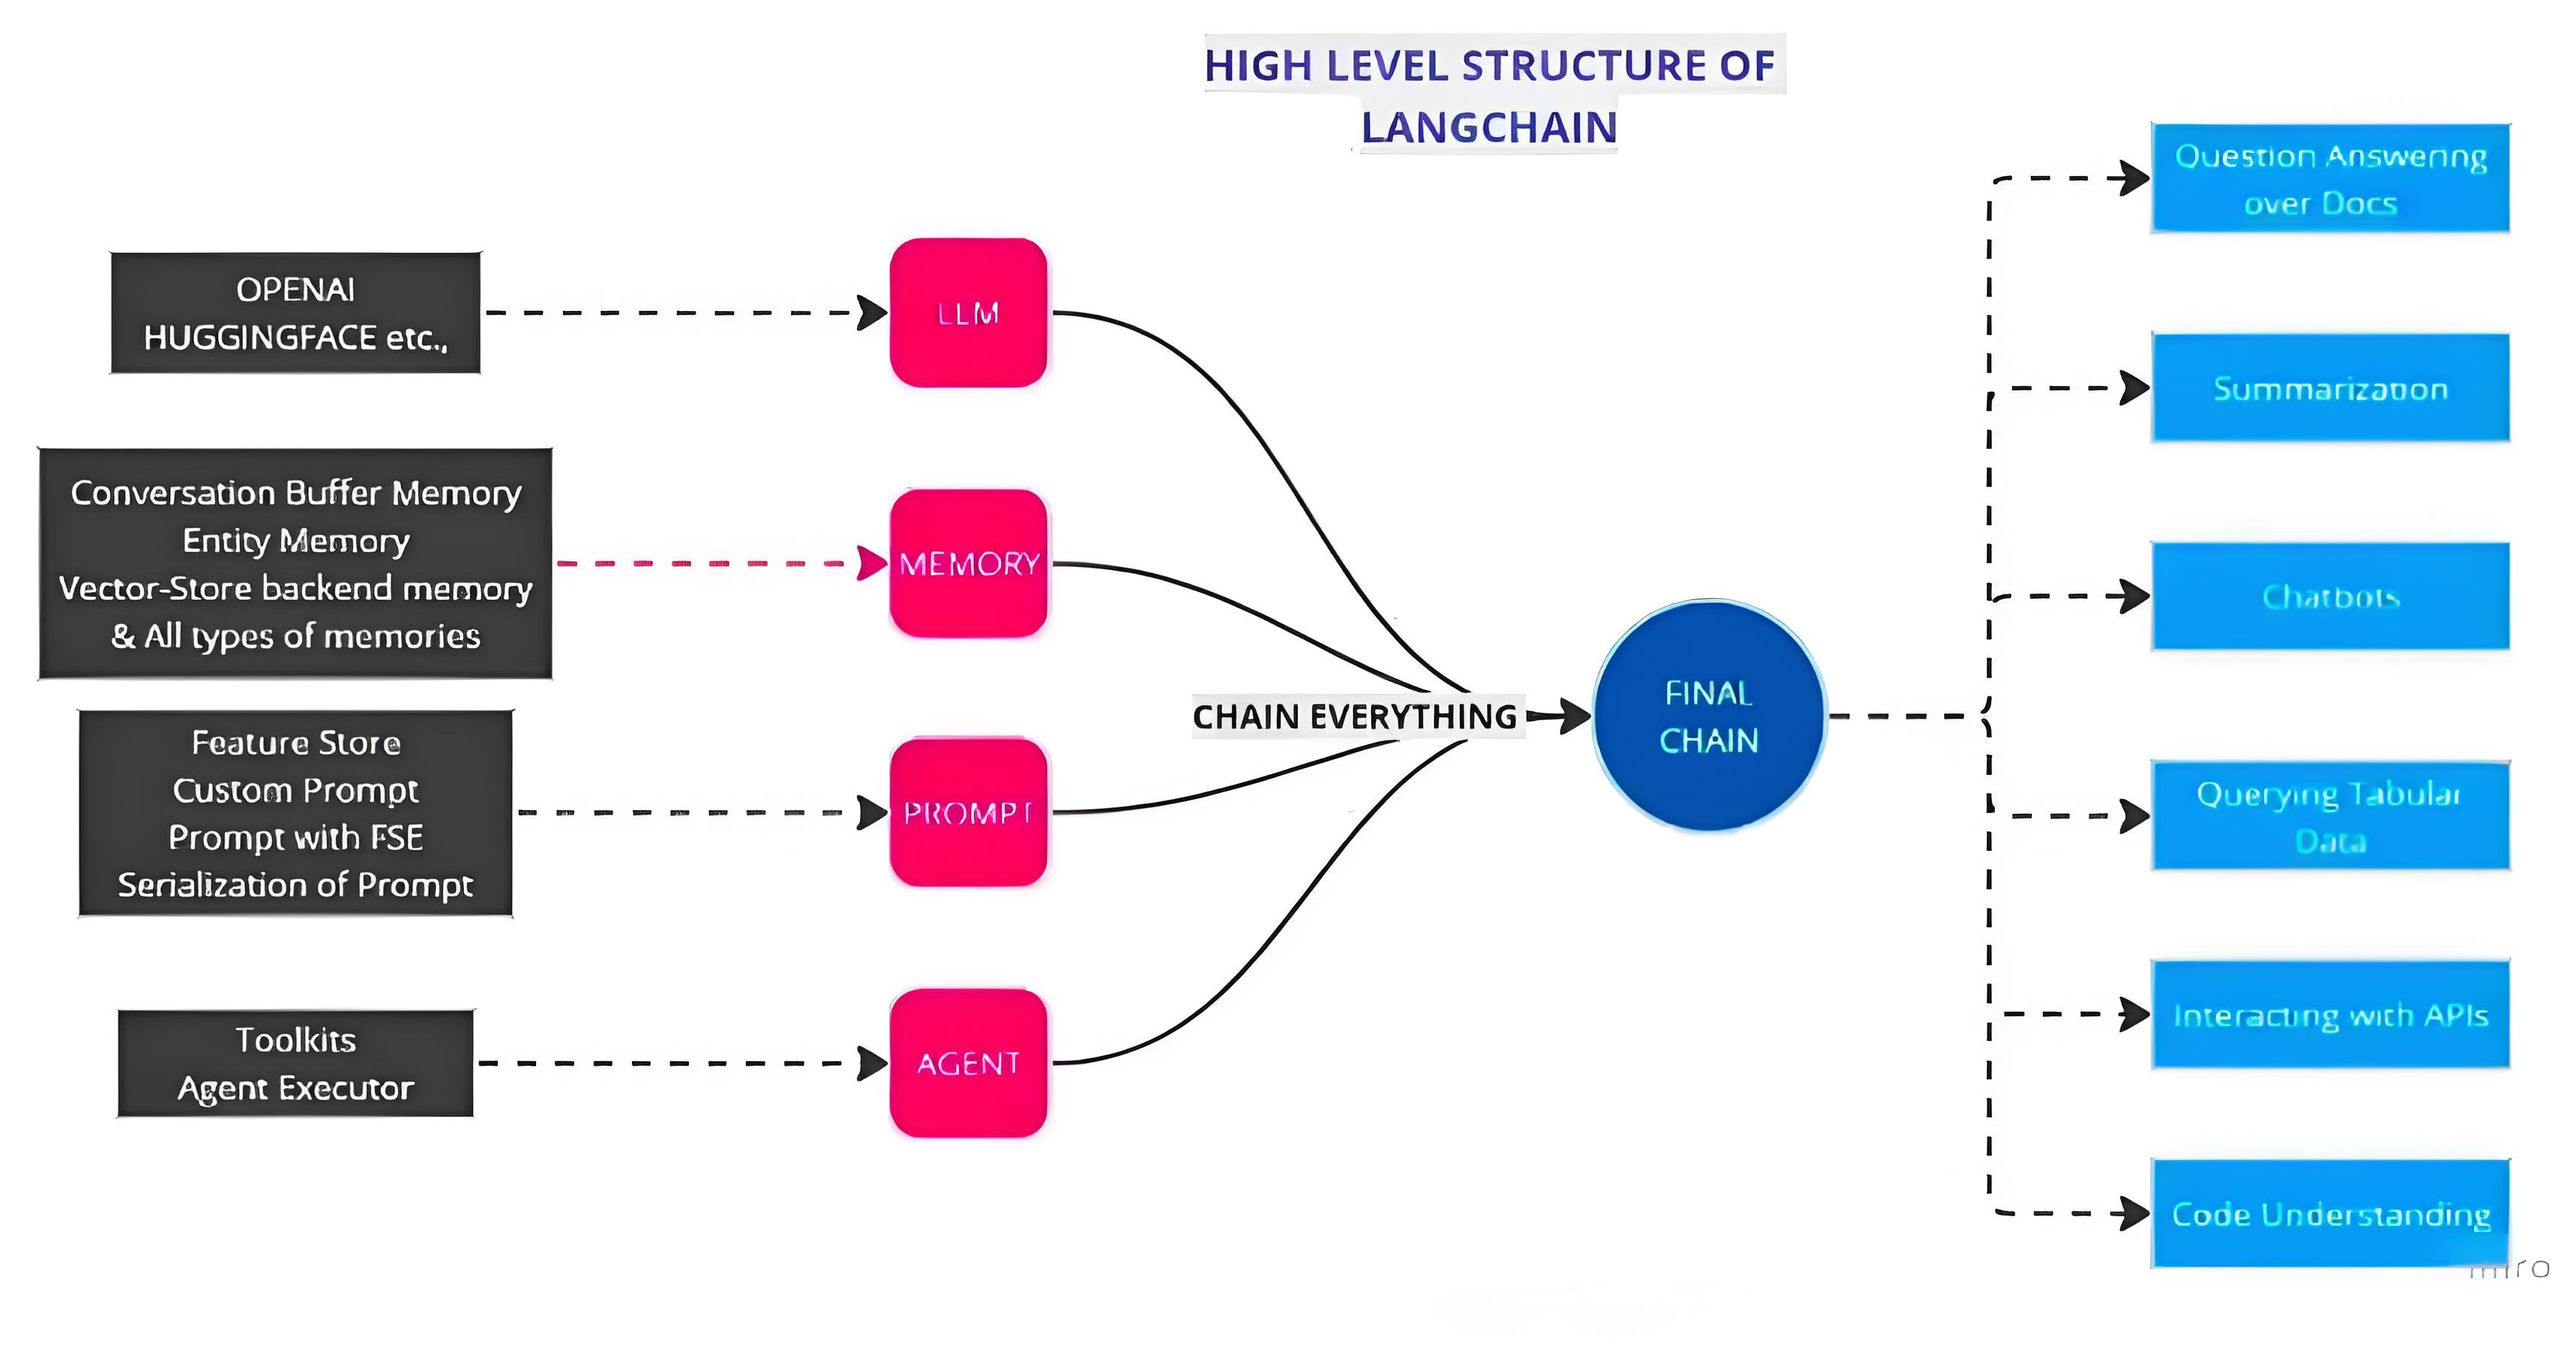 HIGH LEVEL STRUCTURE OF
LANGCHAIN
OPENAI
HUGGINGFACE etc.,
Conversation Buffer Memory
Entity Memory
Vector-Store backend memory
& All types of memories
Feature Store
Custom Prompt
Prompt with FSE
Serialization of Prompt
Toolkits
Agent Executor
LLM
MEMORY
PROMPT
AGENT
CHAIN EVERYTHING
FINAL
CHAIN
Question Answering
over Docs
Summarization
Chatbots
Querying Tabular
Data
Interacting with APIs
Code Understanding
miro